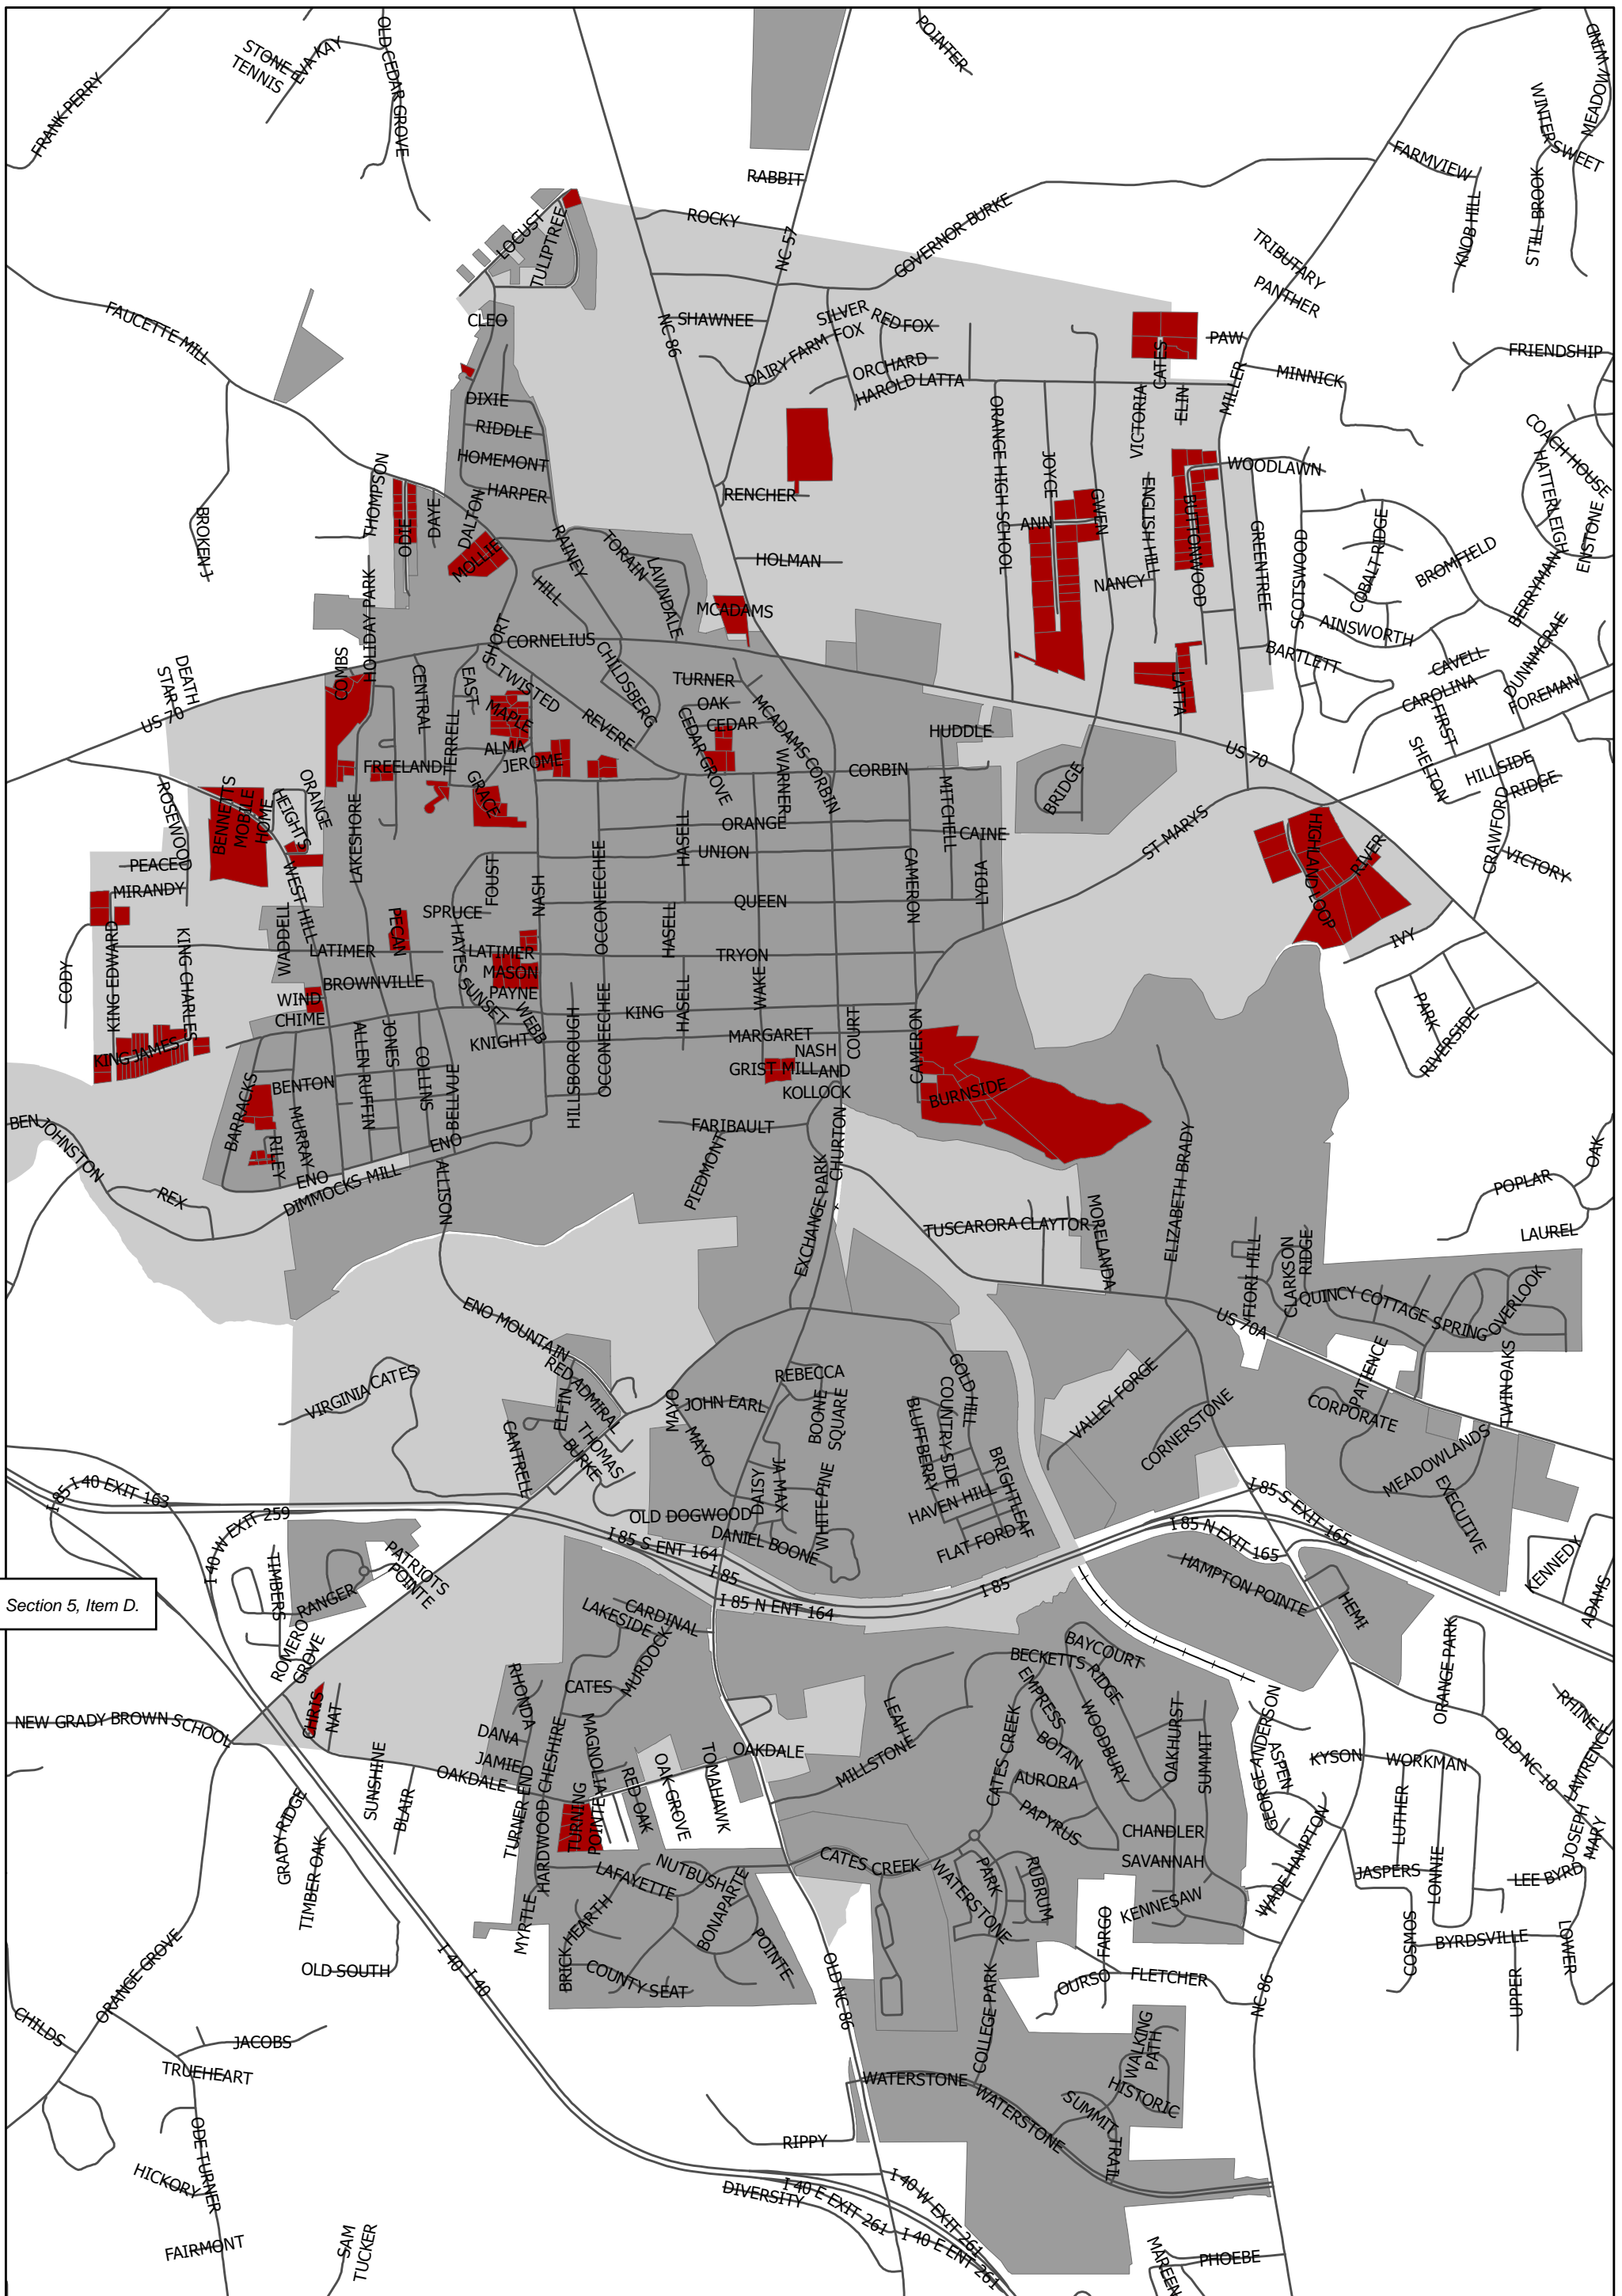 FRANK PERRY
STONE
TENNIS
EVA KAY
OLD CEDAR GROVE
POINTER
MEADOW WIND
WINTERSWEET
STILL BROOK
KNOB HILL
FARMVIEW
RABBIT
ROCKY
NC 57
GOVERNOR BURKE
TRIBUTARY
PANTHER
PAW
LOCUST
TULIPTREE
CLEO
FAUCETTE MILL
NC 86
SHAWNEE
SILVER
FOX
RED FOX
DAIRY FARM
ORCHARD
HAROLD LATTA
CATES
ELIN
VICTORIA
MILLER
MINNICK
FRIENDSHIP
DIXIE
RIDDLE
HOMEMONT
HARPER
RENCHER
ORANGE HIGH SCHOOL
JOYCE
GWEN
ANN
NANCY
ENGLISH HILL
BUTTONWOOD
WOODLAWN
GREENTREE
SCOTSWOOD
COBALT RIDGE
BROMFIELD
COACH HOUSE
HATTERLEIGH
ENSTONE
BERRYMAN
BROKEN J
THOMPSON
ODIE
DAYE
DALTON
MOLLIE
RAINEY
TORAIN
LAWNDALE
HILL
HOLMAN
MCADAMS
HOLIDAY PARK
COMBS
SHORT
CORNELIUS
CHILDSBERG
TURNER
OAK
CEDAR
CEDAR GROVE
MCADAMS
CORBIN
AINSWORTH
BARTLETT
CAVELL
CAROLINA
DUNNMCRAE
FOREMAN
FIRST
LATTA
DEATH
STAR
US 70
CENTRAL
EAST
TWISTED
MAPLE
REVERE
TERRELL
ALMA
JEROME
FREELAND
GRACE
WARNER
CORBIN
HUDDLE
MITCHELL
BRIDGE
US 70
SHELTON
HILLSIDE
RIDGE
CRAWFORD
VICTORY
ROSEWOOD
BENNETTS
MOBILE
HOME
HEIGHTS
ORANGE
LAKESHORE
HASELL
ORANGE
UNION
CAINE
VIDYLI
ST MARYS
HIGHLAND LOOP
RIVER
IVY
PEACED
MIRANDY
WEST HILL
WADDELL
FOUST
NASH
OCCONEECHEE
QUEEN
CAMERON
SPRUCE
PECAN
HAYES
LATIMER
LATIMER
HASELL
TRYON
CODY
KING EDWARD
KING CHARLES
BROWNVILLE
WIND
CHIME
MASON
PAYNE
SUNSET
WEBB
WAKE
KING
HASELL
PARK
RIVERSIDE
KING JAMES
ALLEN RUFFIN
JONES
COLLINS
KNIGHT
HILLSBOROUGH
OCCONEECHEE
MARGARET
NASH
AND
GRIST MILL
KOLLOCK
COURT
CAMERON
BURNSIDE
BENTON
BARRACKS
MURRAY
RILEY
BELLVUE
ENO
ENO
DIMMOCKS MILL
BEN JOHNSTON
REX
ALLISON
FARIBAULT
PIEDMONT
CHURTON
EXCHANGE PARK
TUSCARORA
CLAYTOR
MORELANDA
ELIZABETH BRADY
POPLAR
OAK
LAUREL
FIORI HILL
CLARKSON
RIDGE
QUINCY COTTAGE
SPRING
OVERLOOK
US 70A
ENO MOUNTAIN
RED ADMIRAL
ELFIN
VIRGINIA CATES
CANTRELL
THOMAS
BURKE
MAYO
MAYO
JOHN EARL
REBECCA
BOONE
SQUARE
GOLD HILL
COUNTRYSIDE
BLUFFBERRY
BRIGHTLEAF
VALLEY FORGE
CORNERSTONE
PATIENCE
CORPORATE
TWIN OAKS
MEADOWLANDS
EXECUTIVE
I 85
I 40 EXIT 163
I 40 W EXIT 259
OLD DOGWOOD
DAISY
JA MAX
WHITE PINE
DANIEL BOONE
HAVEN HILL
FLAT FORD
I 85 S ENT 164
I 85
I 85 N ENT 164
I 85
I 85 S EXIT 165
I 85 N EXIT 165
HAMPTON POINTE
HEMI
KENNEDY
ADAMS
Section 5, Item D.
TIMBERS
RANGER
PATRIOTS
POINTE
ROMERO
GROVE
LAKESIDE
CARDINAL
MURDOCK
CATES
RHONDA
DANA
JAMIE
OAKDALE
CHESHIRE
HARDWOOD
MAGNOLIA
TURNING
POINTE
RED OAK
OAK GROVE
TOMAHAWK
OAKDALE
BAYCOURT
BECKETTS RIDGE
EMPRESS
WOODBURY
BOTAN
AURORA
PAPYRUS
LEAH
MILLSTONE
CATES CREEK
OAKHURST
SUMMIT
GEORGE ANDERSON
ASPEN
KYSON
WORKMAN
ORANGE PARK
OLD NC 10
RHINE L
LAWRENCE
NEW GRADY BROWN SCHOOL
CHRIS
NAT
SUNSHINE
BLAIR
GRADY RIDGE
TIMBER OAK
TURNER END
MYRTLE
LAFAYETTE
NUTBUSH
BONAPARTE
HEARTH
BRICK
COUNTY SEAT
POINTE
CATES CREEK
WATERSTONE
PARK
RUBRUM
CHANDLER
SAVANNAH
KENNESAW
WADE HAMPTON
LUTHER
LONNIE
JASPERS
JOSEPH
MARY
LEE BYRD
BYRDSVILLE
COSMOS
LOWER
UPPER
ORANGE GROVE
OLD SOUTH
I 40
I 40
OLD NC 86
COLLEGE PARK
FARGO
OURSO
FLETCHER
NC 86
CHILDS
JACOBS
TRUEHEART
ODE TURNER
HICKORY
FAIRMONT
SAM
TUCKER
WATERSTONE
WATERSTONE
WALKING
PATH
HISTORIC
SUMMIT TRAIL
RIPPY
DIVERSITY
I 40 E EXIT 261
I 40 W EXIT 261
I 40 E ENT 261
MAREEN
PHOEBE